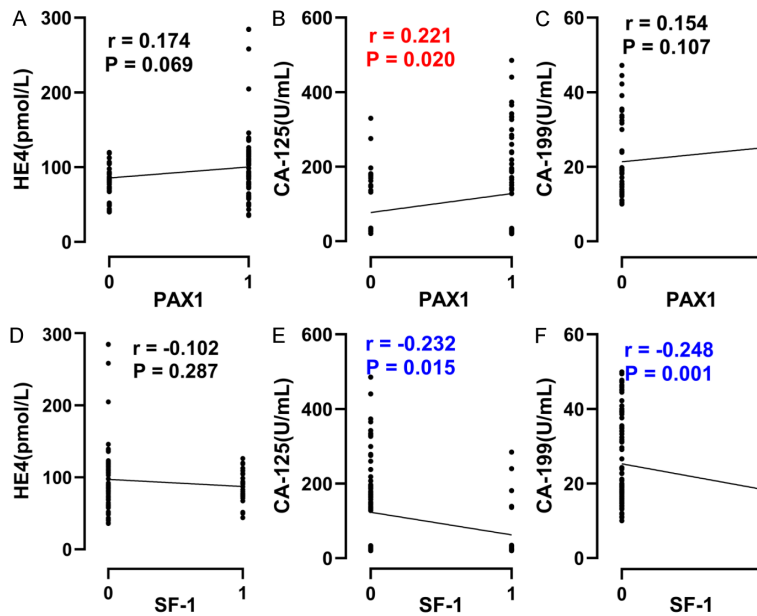 A
HE4(pmol/L)
300
200
100
0
r = 0.174
P = 0.069
0
1
PAX1
B
CA-125(U/mL)
600
400
200
0
r = 0.221
P = 0.020
0
1
PAX1
C
CA-199(U/mL)
60
40
20
0
r = 0.154
P = 0.107
0
PAX1
D
HE4(pmol/L)
300
200
100
0
r = -0.102
P = 0.287
0
1
SF-1
E
CA-125(U/mL)
600
400
200
0
r = -0.232
P = 0.015
0
1
SF-1
F
CA-199(U/mL)
60
40
20
0
r = -0.248
P = 0.001
0
SF-1